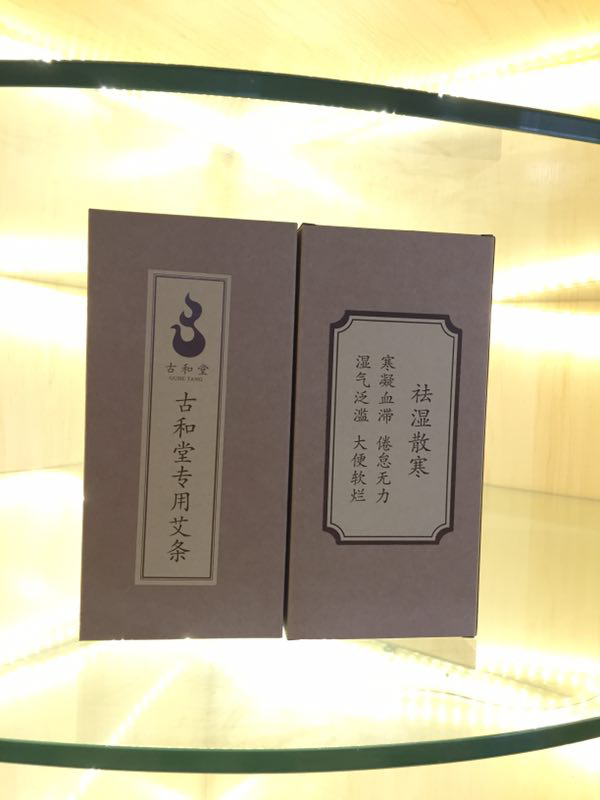 古和堂
GUHE TANG
古和堂专用艾条
祛湿散寒
寒凝血滞 倦怠无力
湿气泛滥 大便软烂